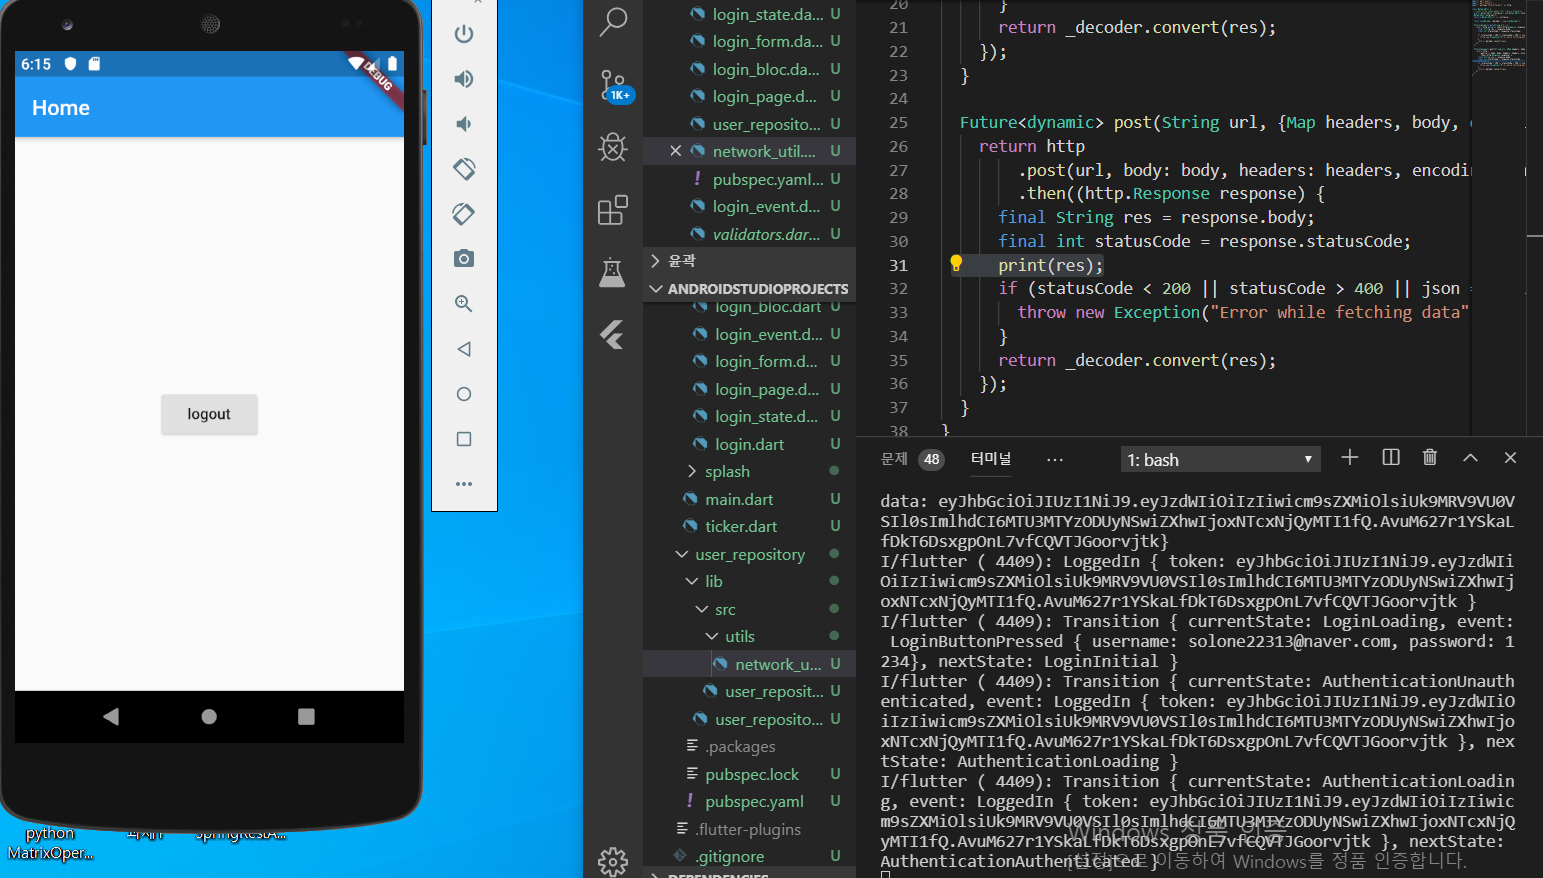 6:15
DEBUG
Home
logout
python
MatrixOper...
1K+
login_state.da... U
login_form.da... U
login_bloc.da... U
login_page.d... U
user_reposito... U
network_util.... U
! pubspec.yaml... U
login_event.d... U
validators.dar... U
윤곽
ANDROIDSTUDIOPROJECTS
login_bloc.dart U
login_event.d... U
login_form.d... U
login_page.d... U
login_state.d... U
login.dart U
splash
main.dart U
ticker.dart U
user_repository
lib
src
utils
network_u... U
user_reposit... U
user_reposito... U
.packages
pubspec.lock U
! pubspec.yaml U
.flutter-plugins
.gitignore U
DEPENDENCIES
20 }
21 return _decoder.convert(res);
22 });
23 }
24
25 Future<dynamic> post(String url, {Map headers, body,
26 return http
27 .post(url, body: body, headers: headers, encodi
28 .then((http.Response response) {
29 final String res = response.body;
30 final int statusCode = response.statusCode;
31 print(res);
32 if (statusCode < 200 || statusCode > 400 || json =
33 throw new Exception("Error while fetching data"
34 }
35 return _decoder.convert(res);
36 });
37 }
38 }
문제 48 터미널 ... 1: bash
data: eyJhbGciOiJIUzI1NiJ9.eyJzdWIiOiIzIiwicm9sZXMiOlsiUk9MRV9VU0V
SIl0sImlhdCI6MTU3MTYzODUyNSwiZXhwIjoxNTcxNjQyMTI1fQ.AvuM627r1YSkaL
fDkT6DsxgpOnL7vfCQVTJGoorvjtk}
I/flutter ( 4409): LoggedIn { token: eyJhbGciOiJIUzI1NiJ9.eyJzdWIi
OiIzIiwicm9sZXMiOlsiUk9MRV9VU0VSIl0sImlhdCI6MTU3MTYzODUyNSwiZXhwIj
oxNTcxNjQyMTI1fQ.AvuM627r1YSkaLfDkT6DsxgpOnL7vfCQVTJGoorvjtk }
I/flutter ( 4409): Transition { currentState: LoginLoading, event:
LoginButtonPressed { username: solone22313@naver.com, password: 1
234}, nextState: LoginInitial }
I/flutter ( 4409): Transition { currentState: AuthenticationUnauth
enticated, event: LoggedIn { token: eyJhbGciOiJIUzI1NiJ9.eyJzdWIiO
iIzIiwicm9sZXMiOlsiUk9MRV9VU0VSIl0sImlhdCI6MTU3MTYzODUyNSwiZXhwIjo
xNTcxNjQyMTI1fQ.AvuM627r1YSkaLfDkT6DsxgpOnL7vfCQVTJGoorvjtk }, nex
tState: AuthenticationLoading }
I/flutter ( 4409): Transition { currentState: AuthenticationLoadin
g, event: LoggedIn { token: eyJhbGciOiJIUzI1NiJ9.eyJzdWIiOiIzIiwic
m9sZXMiOlsiUk9MRV9VU0VSIl0sImlhdCI6MTU3MTYzODUyNSwiZXhwIjoxNTcxNjQ
yMTI1fQ.AvuM627r1YSkaLfDkT6DsxgpOnL7vfCQVTJGoorvjtk }, nextState:
AuthenticationAuthenticated }
Windows 정품 인증
[설정]으로 이동하여 Windows를 정품 인증합니다.